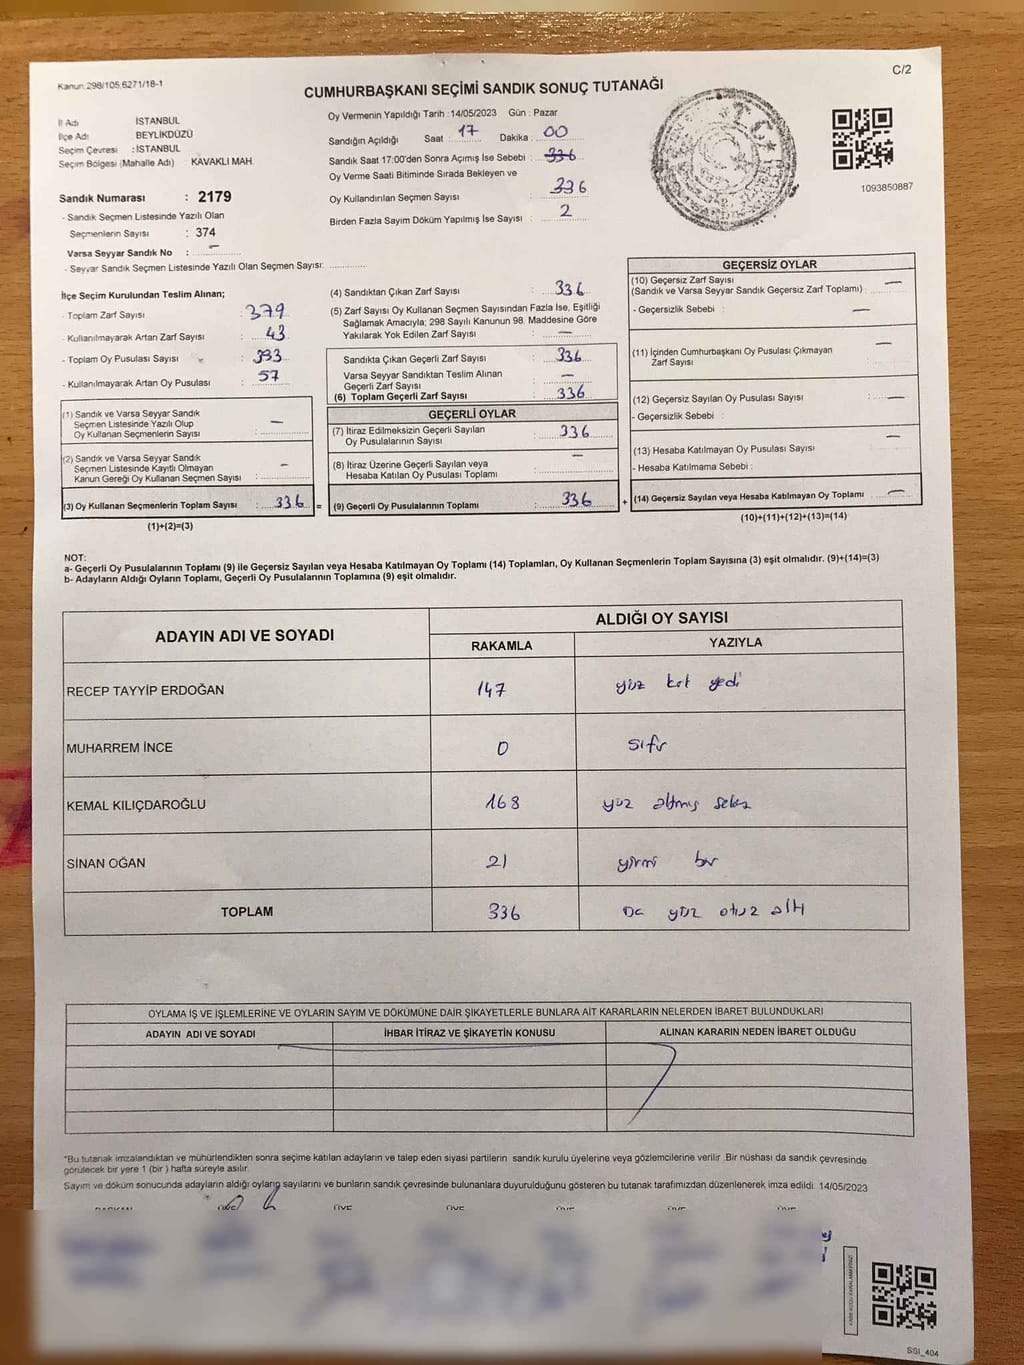 Kanun:298/105,6271/18-1
C/2
CUMHURBAŞKANI SEÇİMİ SANDIK SONUÇ TUTANAĞI
İl Adı İSTANBUL
İlçe Adı BEYLİKDÜZÜ
Seçim Çevresi : İSTANBUL
Seçim Bölgesi (Mahalle Adı) : KAVAKLI MAH.
Sandık Numarası : 2179
- Sandık Seçmen Listesinde Yazılı Olan
Seçmenlerin Sayısı : 374
Varsa Seyyar Sandık No : –
- Seyyar Sandık Seçmen Listesinde Yazılı Olan Seçmen Sayısı: ..............
Oy Vermenin Yapıldığı Tarih : 14/05/2023 Gün : Pazar
Sandığın Açıldığı Saat : 17 Dakika : 00
Sandık Saat 17:00'den Sonra Açımış İse Sebebi : 336
Oy Verme Saati Bitiminde Sırada Bekleyen ve
Oy Kullandırılan Seçmen Sayısı : 336
Birden Fazla Sayım Döküm Yapılmış İse Sayısı : 2
1093850887
İlçe Seçim Kurulundan Teslim Alınan;
- Toplam Zarf Sayısı : 379
- Kullanılmayarak Artan Zarf Sayısı : 43
- Toplam Oy Pusulası Sayısı : 393
- Kullanılmayarak Artan Oy Pusulası : 57
(1) Sandık ve Varsa Seyyar Sandık
Seçmen Listesinde Yazılı Olup
Oy Kullanan Seçmenlerin Sayısı : –
(2) Sandık ve Varsa Seyyar Sandık
Seçmen Listesinde Kayıtlı Olmayan
Kanun Gereği Oy Kullanan Seçmen Sayısı : –
(3) Oy Kullanan Seçmenlerin Toplam Sayısı : 336 =
(1)+(2)=(3)
(4) Sandıktan Çıkan Zarf Sayısı : 336
(5) Zarf Sayısı Oy Kullanan Seçmen Sayısından Fazla İse, Eşitliği
Sağlamak Amacıyla; 298 Sayılı Kanunun 98. Maddesine Göre
Yakılarak Yok Edilen Zarf Sayısı : –
Sandıkta Çıkan Geçerli Zarf Sayısı : 336
Varsa Seyyar Sandıktan Teslim Alınan
Geçerli Zarf Sayısı : –
(6) Toplam Geçerli Zarf Sayısı : 336
GEÇERLİ OYLAR
(7) İtiraz Edilmeksizin Geçerli Sayılan
Oy Pusulalarının Sayısı : 336
(8) İtiraz Üzerine Geçerli Sayılan veya
Hesaba Katılan Oy Pusulası Toplamı : –
(9) Geçerli Oy Pusulalarının Toplamı : 336 +
GEÇERSİZ OYLAR
(10) Geçersiz Zarf Sayısı
(Sandık ve Varsa Seyyar Sandık Geçersiz Zarf Toplamı) : –
- Geçersizlik Sebebi : –
(11) İçinden Cumhurbaşkanı Oy Pusulası Çıkmayan
Zarf Sayısı : –
(12) Geçersiz Sayılan Oy Pusulası Sayısı : –
- Geçersizlik Sebebi :
(13) Hesaba Katılmayan Oy Pusulası Sayısı : –
- Hesaba Katılmama Sebebi :
(14) Geçersiz Sayılan veya Hesaba Katılmayan Oy Toplamı : –
(10)+(11)+(12)+(13)=(14)
NOT:
a- Geçerli Oy Pusulalarının Toplamı (9) ile Geçersiz Sayılan veya Hesaba Katılmayan Oy Toplamı (14) Toplamları, Oy Kullanan Seçmenlerin Toplam Sayısına (3) eşit olmalıdır. (9)+(14)=(3)
b- Adayların Aldığı Oyların Toplamı, Geçerli Oy Pusulalarının Toplamına (9) eşit olmalıdır.
ADAYIN ADI VE SOYADI
ALDIĞI OY SAYISI
RAKAMLA YAZIYLA
RECEP TAYYİP ERDOĞAN 147 yüz kırk yedi
MUHARREM İNCE 0 sıfır
KEMAL KILIÇDAROĞLU 168 yüz altmış sekiz
SİNAN OĞAN 21 yirmi bir
TOPLAM 336 üç yüz otuz altı
OYLAMA İŞ VE İŞLEMLERİNE VE OYLARIN SAYIM VE DÖKÜMÜNE DAİR ŞİKAYETLERLE BUNLARA AİT KARARLARIN NELERDEN İBARET BULUNDUKLARI
ADAYIN ADI VE SOYADI İHBAR İTİRAZ VE ŞİKAYETİN KONUSU ALINAN KARARIN NEDEN İBARET OLDUĞU
"Bu tutanak imzalandıktan ve mühürlendikten sonra seçime katılan adayların ve talep eden siyasi partilerin sandık kurulu üyelerine veya gözlemcilerine verilir .Bir nüshası da sandık çevresinde
görülecek bir yere 1 (bir ) hafta süreyle asılır.
Sayım ve döküm sonucunda adayların aldığı oyların sayılarını ve bunların sandık çevresinde bulunanlara duyurulduğunu gösteren bu tutanak tarafımızdan düzenlenerek imza edildi. 14/05/2023
BAŞKAN ÜYE ÜYE ÜYE ÜYE ÜYE ÜYE
SSI_404